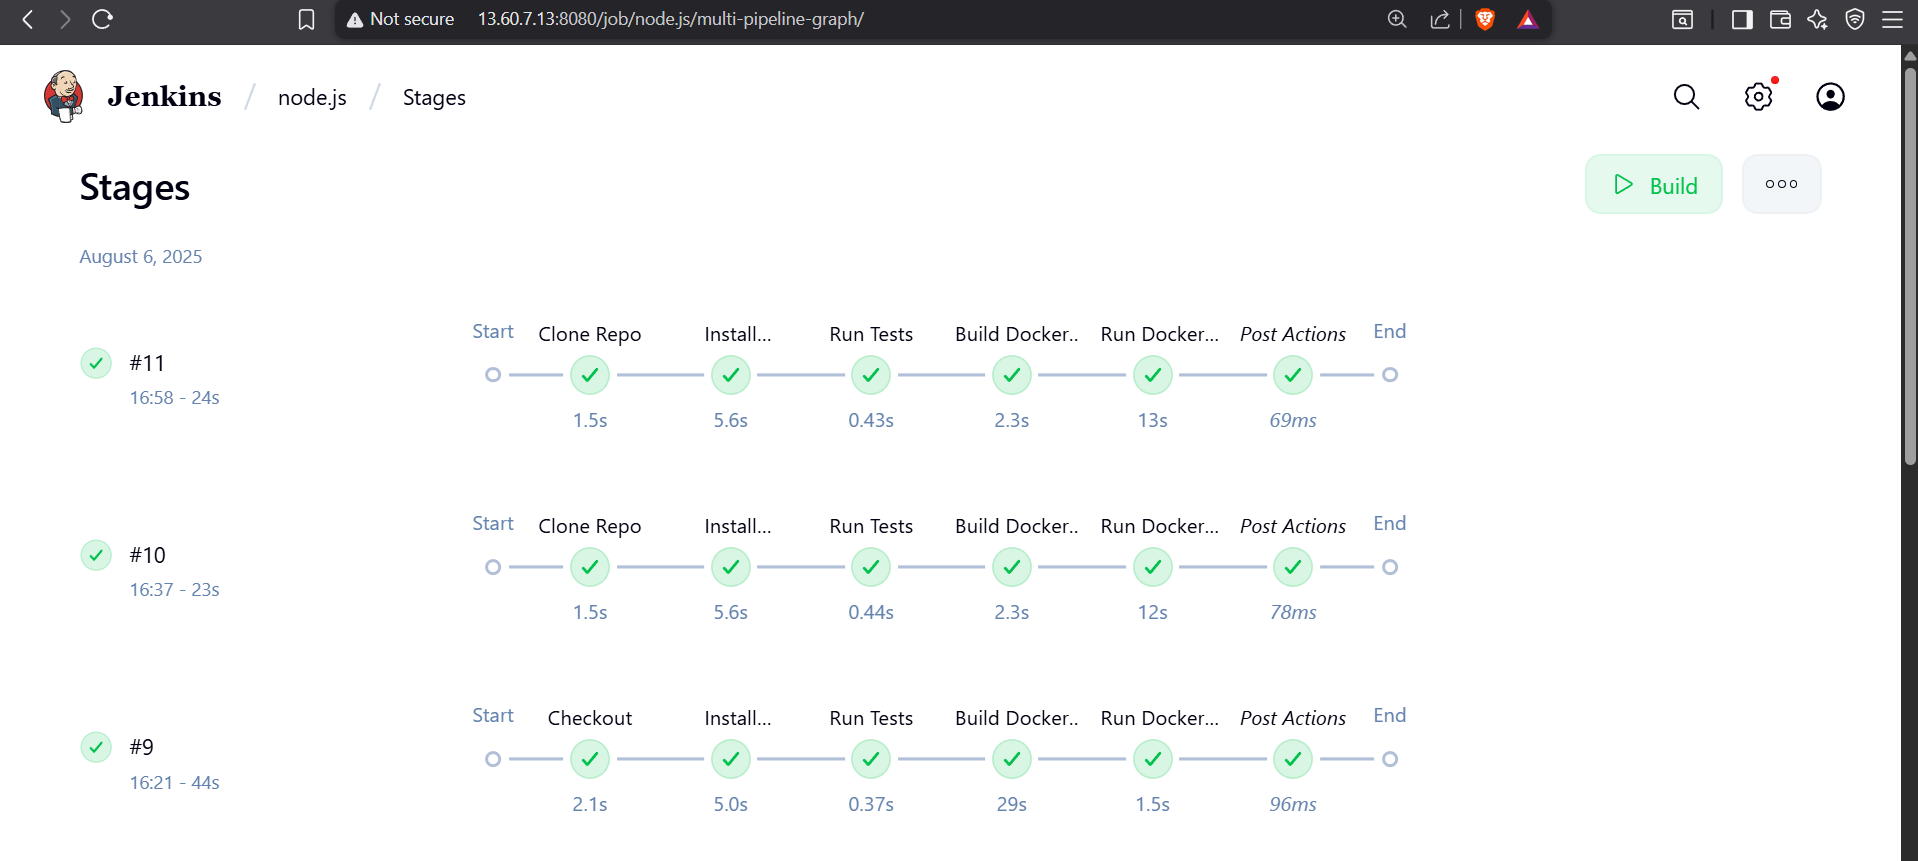 Not secure 13.60.7.13:8080/job/node.js/multi-pipeline-graph/
Jenkins / node.js / Stages
Stages
Build
August 6, 2025
Start Clone Repo Install... Run Tests Build Docker.. Run Docker... Post Actions End
#11
16:58 - 24s
1.5s 5.6s 0.43s 2.3s 13s 69ms
Start Clone Repo Install... Run Tests Build Docker.. Run Docker... Post Actions End
#10
16:37 - 23s
1.5s 5.6s 0.44s 2.3s 12s 78ms
Start Checkout Install... Run Tests Build Docker.. Run Docker... Post Actions End
#9
16:21 - 44s
2.1s 5.0s 0.37s 29s 1.5s 96ms